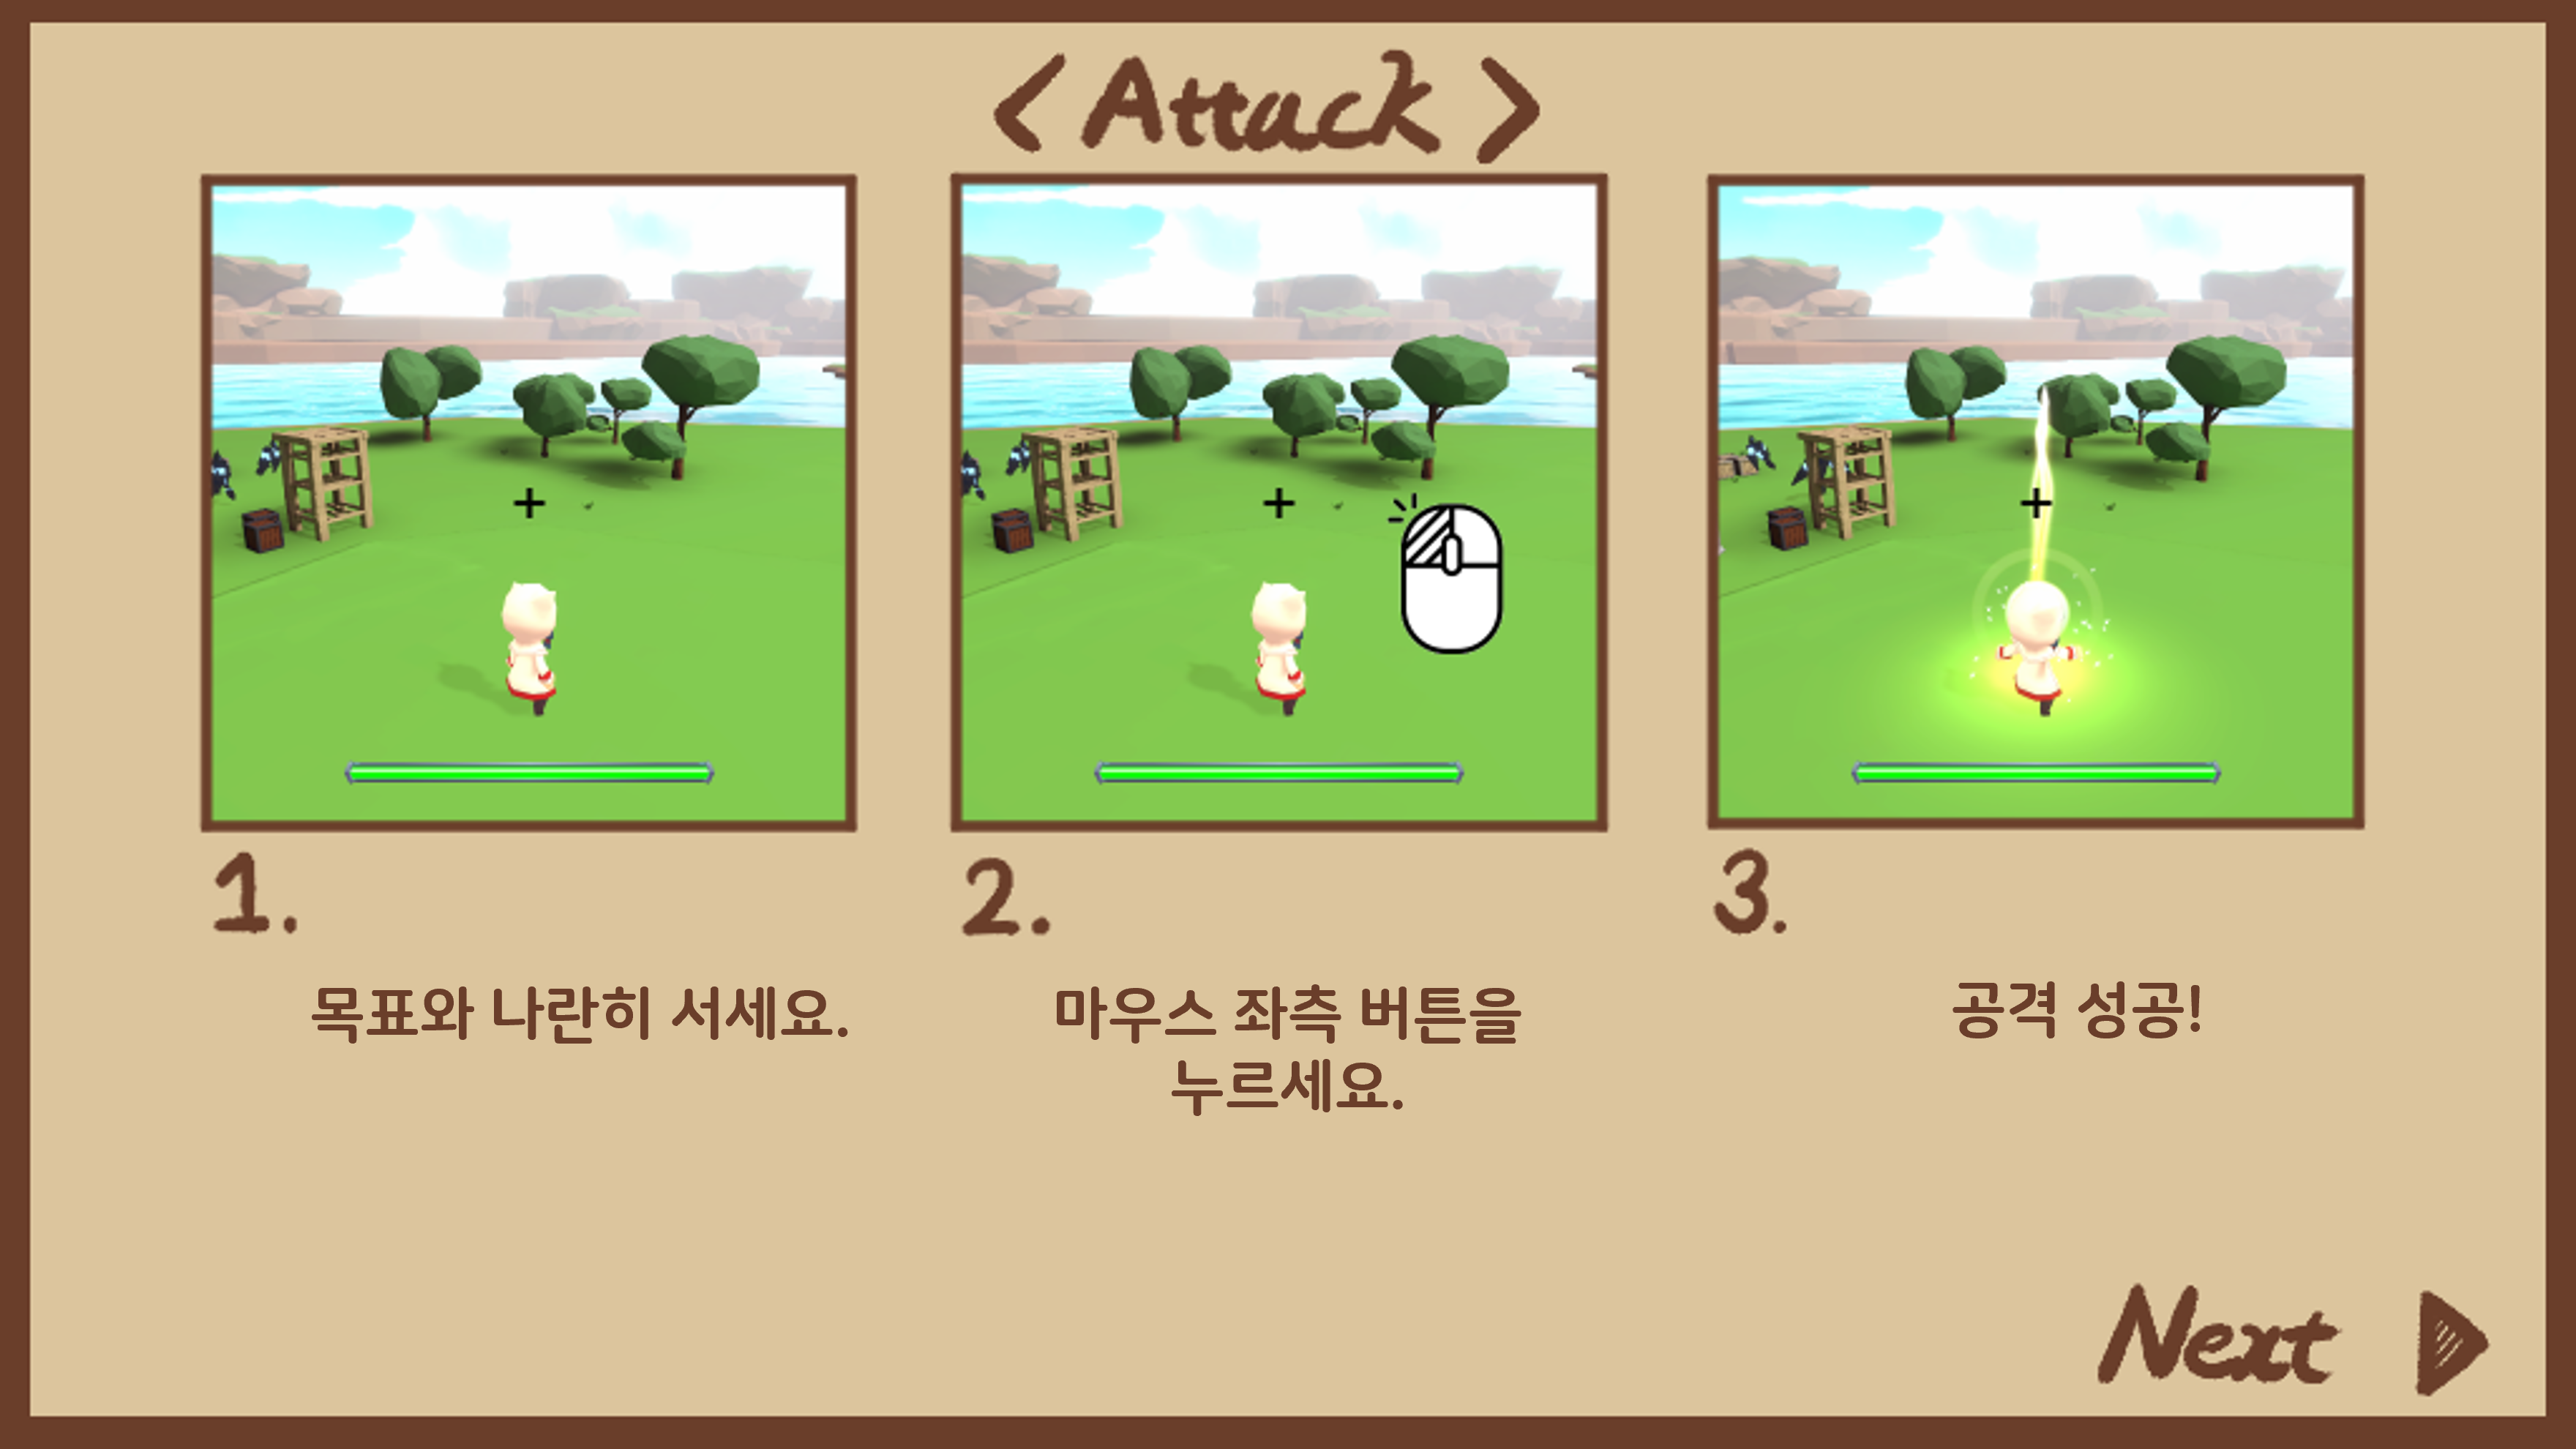 < Attack >
1.
목표와 나란히 서세요.
2.
마우스 좌측 버튼을
누르세요.
3.
공격 성공!
Next